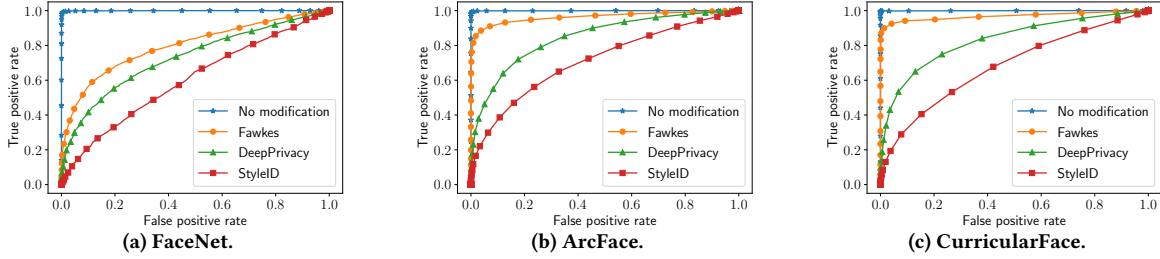 True positive rate
1.0
0.8
0.6
0.4
0.2
0.0
No modification
Fawkes
DeepPrivacy
StyleID
0.0 0.2 0.4 0.6 0.8 1.0
False positive rate
(a) FaceNet.
True positive rate
1.0
0.8
0.6
0.4
0.2
0.0
No modification
Fawkes
DeepPrivacy
StyleID
0.0 0.2 0.4 0.6 0.8 1.0
False positive rate
(b) ArcFace.
True positive rate
1.0
0.8
0.6
0.4
0.2
0.0
No modification
Fawkes
DeepPrivacy
StyleID
0.0 0.2 0.4 0.6 0.8 1.0
False positive rate
(c) CurricularFace.